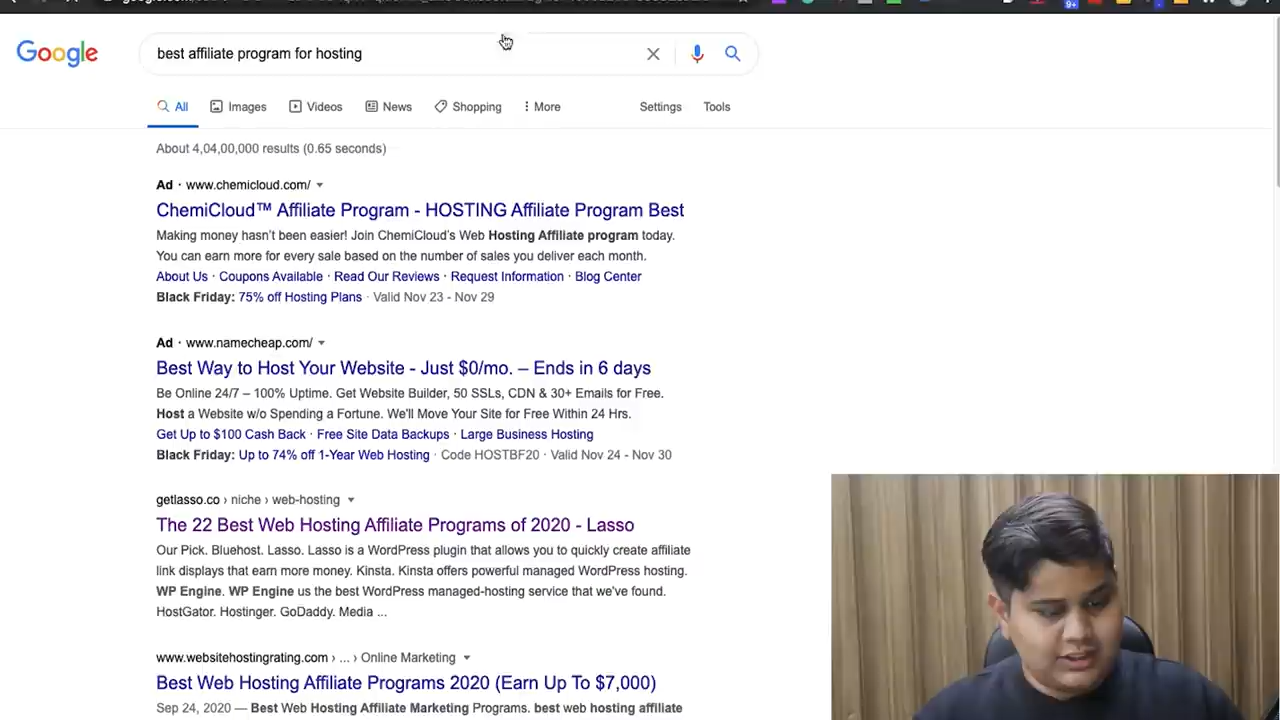 9+
Google
best affiliate program for hosting
All
Images
Videos
News
Shopping
More
Settings
Tools
About 4,04,00,000 results (0.65 seconds)
Ad · www.chemicloud.com/
ChemiCloud™ Affiliate Program - HOSTING Affiliate Program Best
Making money hasn't been easier! Join ChemiCloud's Web Hosting Affiliate program today.
You can earn more for every sale based on the number of sales you deliver each month.
About Us · Coupons Available · Read Our Reviews · Request Information · Blog Center
Black Friday: 75% off Hosting Plans · Valid Nov 23 - Nov 29
Ad · www.namecheap.com/
Best Way to Host Your Website - Just $0/mo. – Ends in 6 days
Be Online 24/7 – 100% Uptime. Get Website Builder, 50 SSLs, CDN & 30+ Emails for Free.
Host a Website w/o Spending a Fortune. We'll Move Your Site for Free Within 24 Hrs.
Get Up to $100 Cash Back · Free Site Data Backups · Large Business Hosting
Black Friday: Up to 74% off 1-Year Web Hosting · Code HOSTBF20 · Valid Nov 24 - Nov 30
getlasso.co › niche › web-hosting
The 22 Best Web Hosting Affiliate Programs of 2020 - Lasso
Our Pick. Bluehost. Lasso. Lasso is a WordPress plugin that allows you to quickly create affiliate
link displays that earn more money. Kinsta. Kinsta offers powerful managed WordPress hosting.
WP Engine. WP Engine us the best WordPress managed-hosting service that we've found.
HostGator. Hostinger. GoDaddy. Media ...
www.websitehostingrating.com › ... › Online Marketing
Best Web Hosting Affiliate Programs 2020 (Earn Up To $7,000)
Sep 24, 2020 — Best Web Hosting Affiliate Marketing Programs. best web hosting affiliate